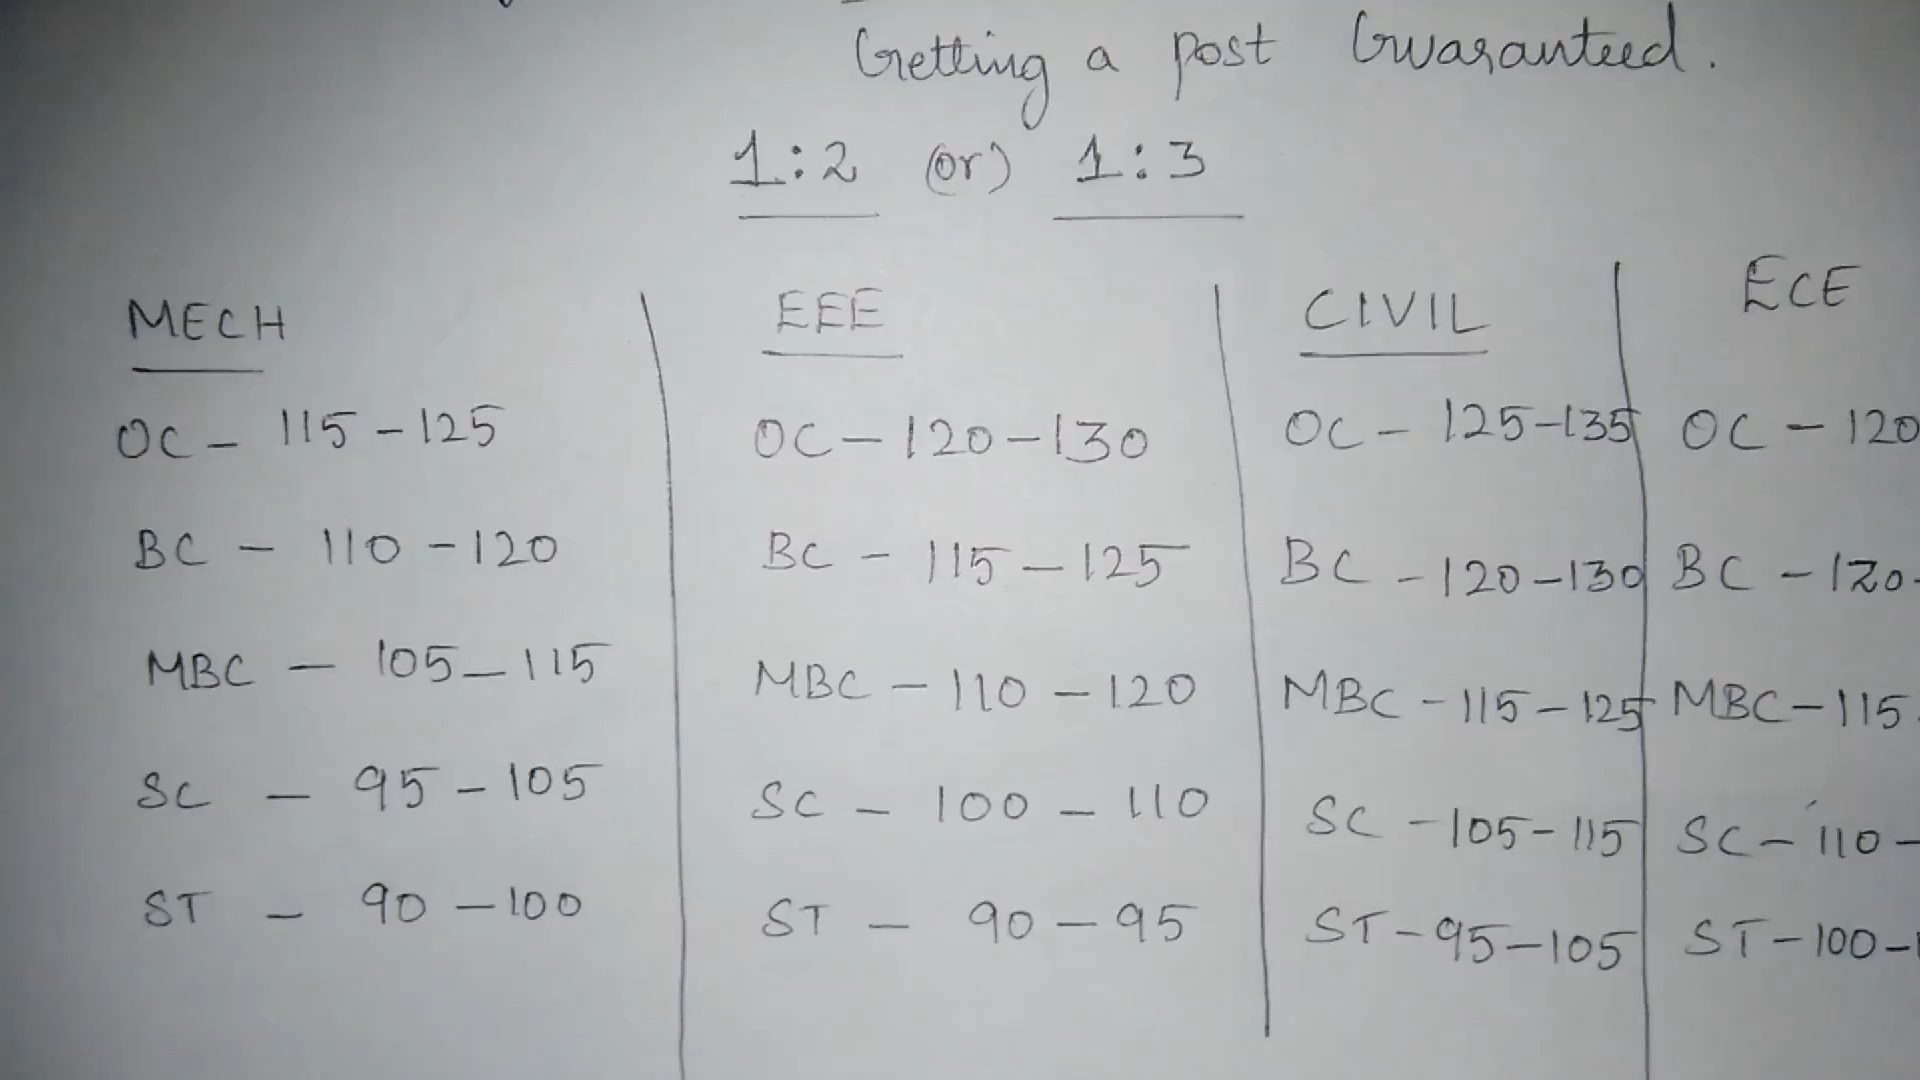 Getting a post Guaranteed.
1:2 (or) 1:3
MECH
OC - 115 - 125
BC - 110 - 120
MBC - 105 - 115
SC - 95 - 105
ST - 90 - 100
EEE
OC - 120 - 130
BC - 115 - 125
MBC - 110 - 120
SC - 100 - 110
ST - 90 - 95
CIVIL
OC - 125 - 135
BC - 120 - 130
MBC - 115 - 125
SC - 105 - 115
ST - 95 - 105
ECE
OC - 120
BC - 120 -
MBC - 115
SC - 110 -
ST - 100 -